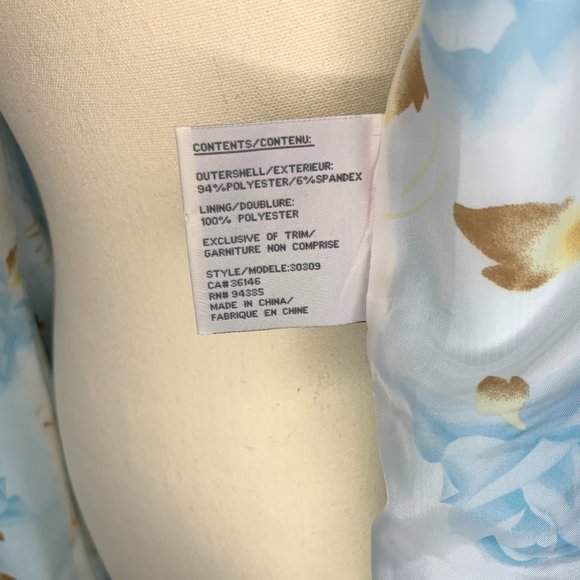 CONTENTS/CONTENU:
OUTERSHELL/EXTERIEUR:
94%POLYESTER/6%SPANDEX
LINING/DOUBLURE:
100% POLYESTER
EXCLUSIVE OF TRIM/
GARNITURE NON COMPRISE
STYLE/MODELE:30309
CA# 36146
RN# 94385
MADE IN CHINA/
FABRIQUE EN CHINE